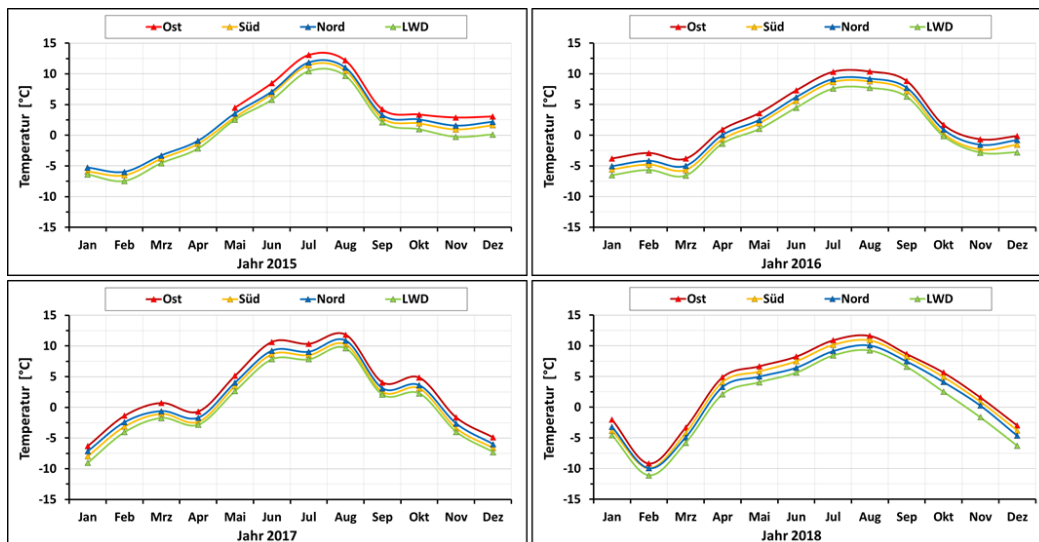 Ost Süd Nord LWD
15
10
5
0
-5
-10
-15
Temperatur [°C]
Jan Feb Mrz Apr Mai Jun Jul Aug Sep Okt Nov Dez
Jahr 2015
Ost Süd Nord LWD
15
10
5
0
-5
-10
-15
Temperatur [°C]
Jan Feb Mrz Apr Mai Jun Jul Aug Sep Okt Nov Dez
Jahr 2016
Ost Süd Nord LWD
15
10
5
0
-5
-10
-15
Temperatur [°C]
Jan Feb Mrz Apr Mai Jun Jul Aug Sep Okt Nov Dez
Jahr 2017
Ost Süd Nord LWD
15
10
5
0
-5
-10
-15
Temperatur [°C]
Jan Feb Mrz Apr Mai Jun Jul Aug Sep Okt Nov Dez
Jahr 2018